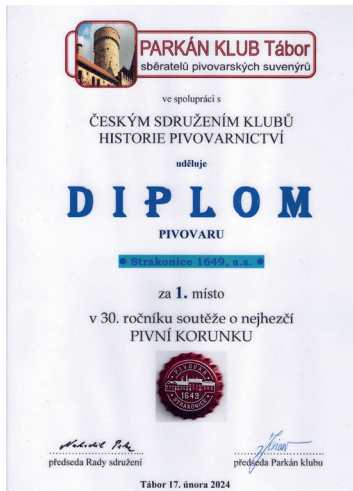 PARKÁN KLUB Tábor
sběratelů pivovarských suvenýrů
ve spolupráci s
ČESKÝM SDRUŽENÍM KLUBŮ
HISTORIE PIVOVARNICTVÍ
uděluje
DIPLOM
PIVOVARU
• Strakonice 1649, a.s. •
za 1. místo
v 30. ročníku soutěže o nejhezčí
PIVNÍ KORUNKU
PIVOVAR
1649
STRAKONICE
předseda Rady sdružení
předseda Parkán klubu
Tábor 17. února 2024